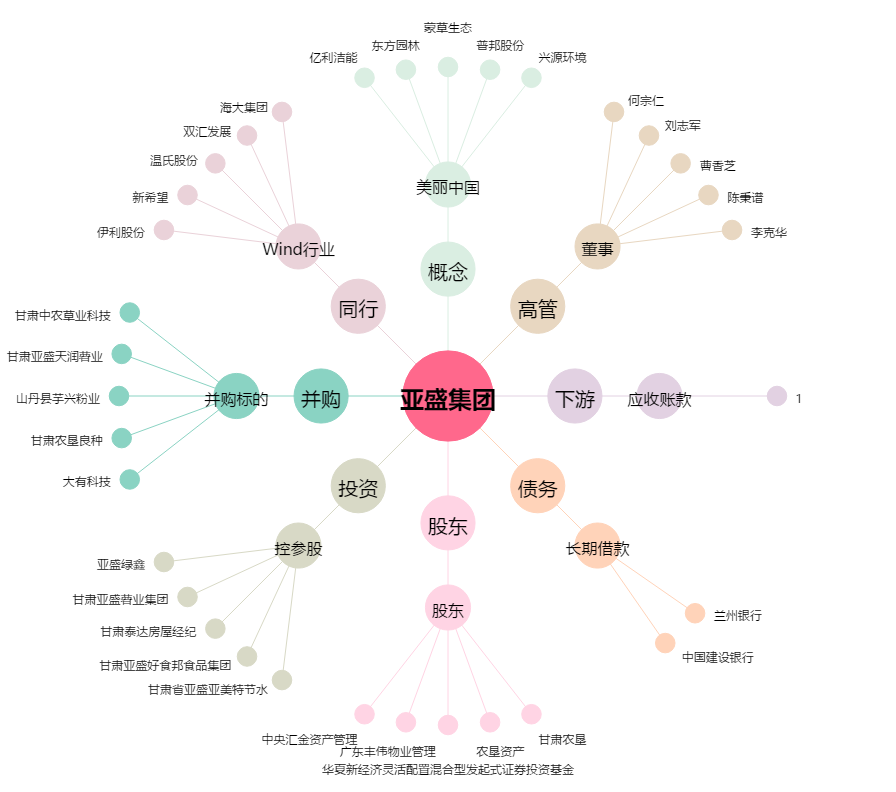 蒙草生态
东方园林
普邦股份
亿利洁能
兴源环境
海大集团
何宗仁
双汇发展
刘志军
温氏股份
曹香芝
美丽中国
新希望
陈秉谱
伊利股份
李克华
Wind行业
董事
概念
同行
高管
甘肃中农草业科技
甘肃亚盛天润莳业
山丹县芋兴粉业
并购标的
并购
亚盛集团
下游
应收账款
1
甘肃农垦良种
大有科技
投资
债务
股东
控参股
长期借款
亚盛绿鑫
甘肃亚盛莳业集团
股东
兰州银行
甘肃泰达房屋经纪
中国建设银行
甘肃亚盛好食邦食品集团
甘肃省亚盛亚美特节水
中央汇金资产管理
甘肃农垦
广东丰伟物业管理
农垦资产
华夏新经济灵活配置混合型发起式证券投资基金